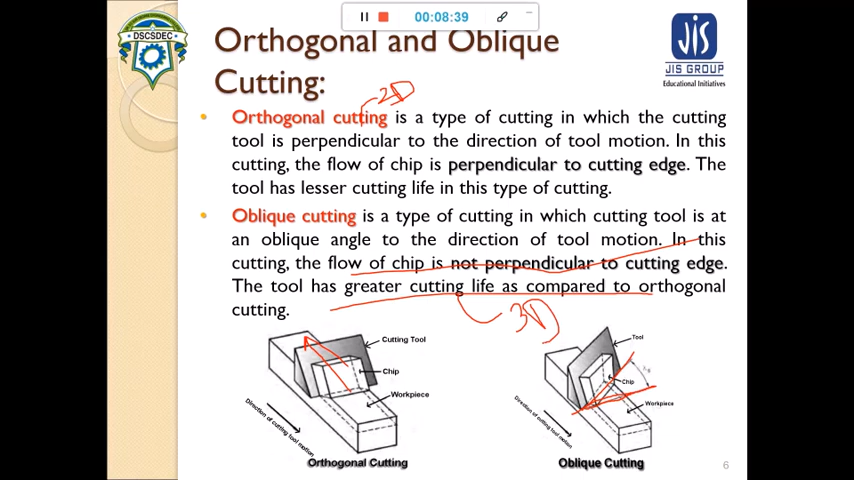 00:08:39
DSCSDEC
JIS
JIS GROUP
Educational Initiatives
Orthogonal and Oblique
Cutting:
2D
• Orthogonal cutting is a type of cutting in which the cutting
tool is perpendicular to the direction of tool motion. In this
cutting, the flow of chip is perpendicular to cutting edge. The
tool has lesser cutting life in this type of cutting.
• Oblique cutting is a type of cutting in which cutting tool is at
an oblique angle to the direction of tool motion. In this
cutting, the flow of chip is not perpendicular to cutting edge.
The tool has greater cutting life as compared to orthogonal
cutting.
3D
Cutting Tool
Chip
Workpiece
Direction of cutting tool motion
Orthogonal Cutting
Tool
Chip
Workpiece
Direction of cutting tool motion
Oblique Cutting
6